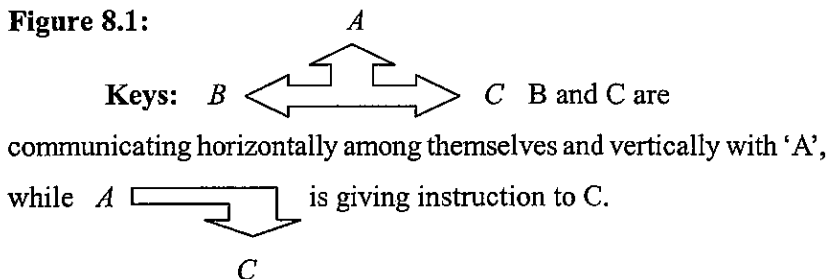 Figure 8.1: A
Keys: B C B and C are
communicating horizontally among themselves and vertically with ‘A’,
while A is giving instruction to C.
C